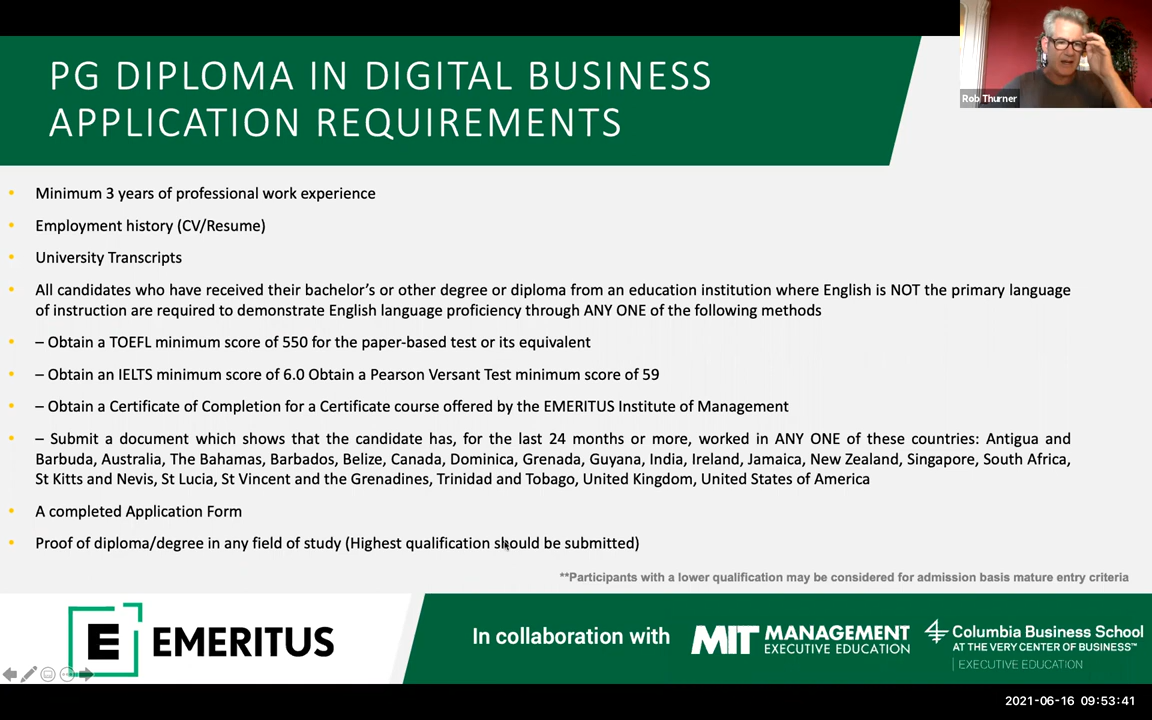 PG DIPLOMA IN DIGITAL BUSINESS
APPLICATION REQUIREMENTS
Rob Thurner
• Minimum 3 years of professional work experience
• Employment history (CV/Resume)
• University Transcripts
• All candidates who have received their bachelor's or other degree or diploma from an education institution where English is NOT the primary language
of instruction are required to demonstrate English language proficiency through ANY ONE of the following methods
• – Obtain a TOEFL minimum score of 550 for the paper-based test or its equivalent
• – Obtain an IELTS minimum score of 6.0 Obtain a Pearson Versant Test minimum score of 59
• – Obtain a Certificate of Completion for a Certificate course offered by the EMERITUS Institute of Management
• – Submit a document which shows that the candidate has, for the last 24 months or more, worked in ANY ONE of these countries: Antigua and
Barbuda, Australia, The Bahamas, Barbados, Belize, Canada, Dominica, Grenada, Guyana, India, Ireland, Jamaica, New Zealand, Singapore, South Africa,
St Kitts and Nevis, St Lucia, St Vincent and the Grenadines, Trinidad and Tobago, United Kingdom, United States of America
• A completed Application Form
• Proof of diploma/degree in any field of study (Highest qualification should be submitted)
**Participants with a lower qualification may be considered for admission basis mature entry criteria
E EMERITUS
In collaboration with
MIT MANAGEMENT
EXECUTIVE EDUCATION
Columbia Business School
AT THE VERY CENTER OF BUSINESS™
EXECUTIVE EDUCATION
2021-06-16 09:53:41